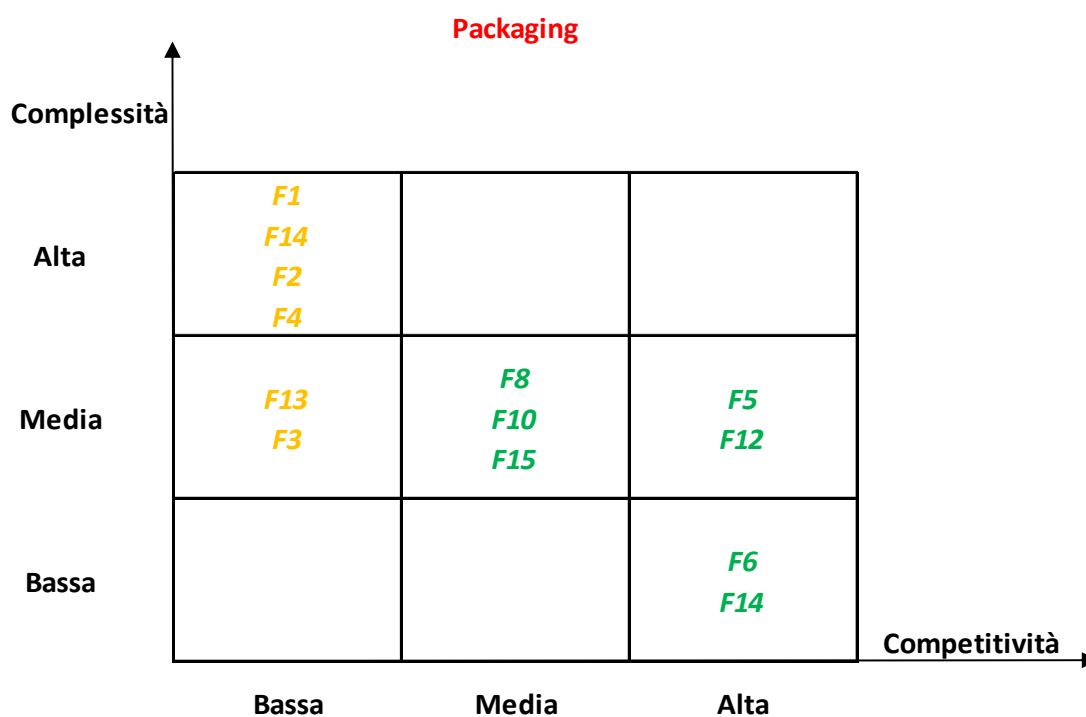 Packaging
Complessità
Alta
F1
F14
F2
F4
Media
F13
F3
F8
F10
F15
F5
F12
Bassa
F6
F14
Competitività
Bassa
Media
Alta